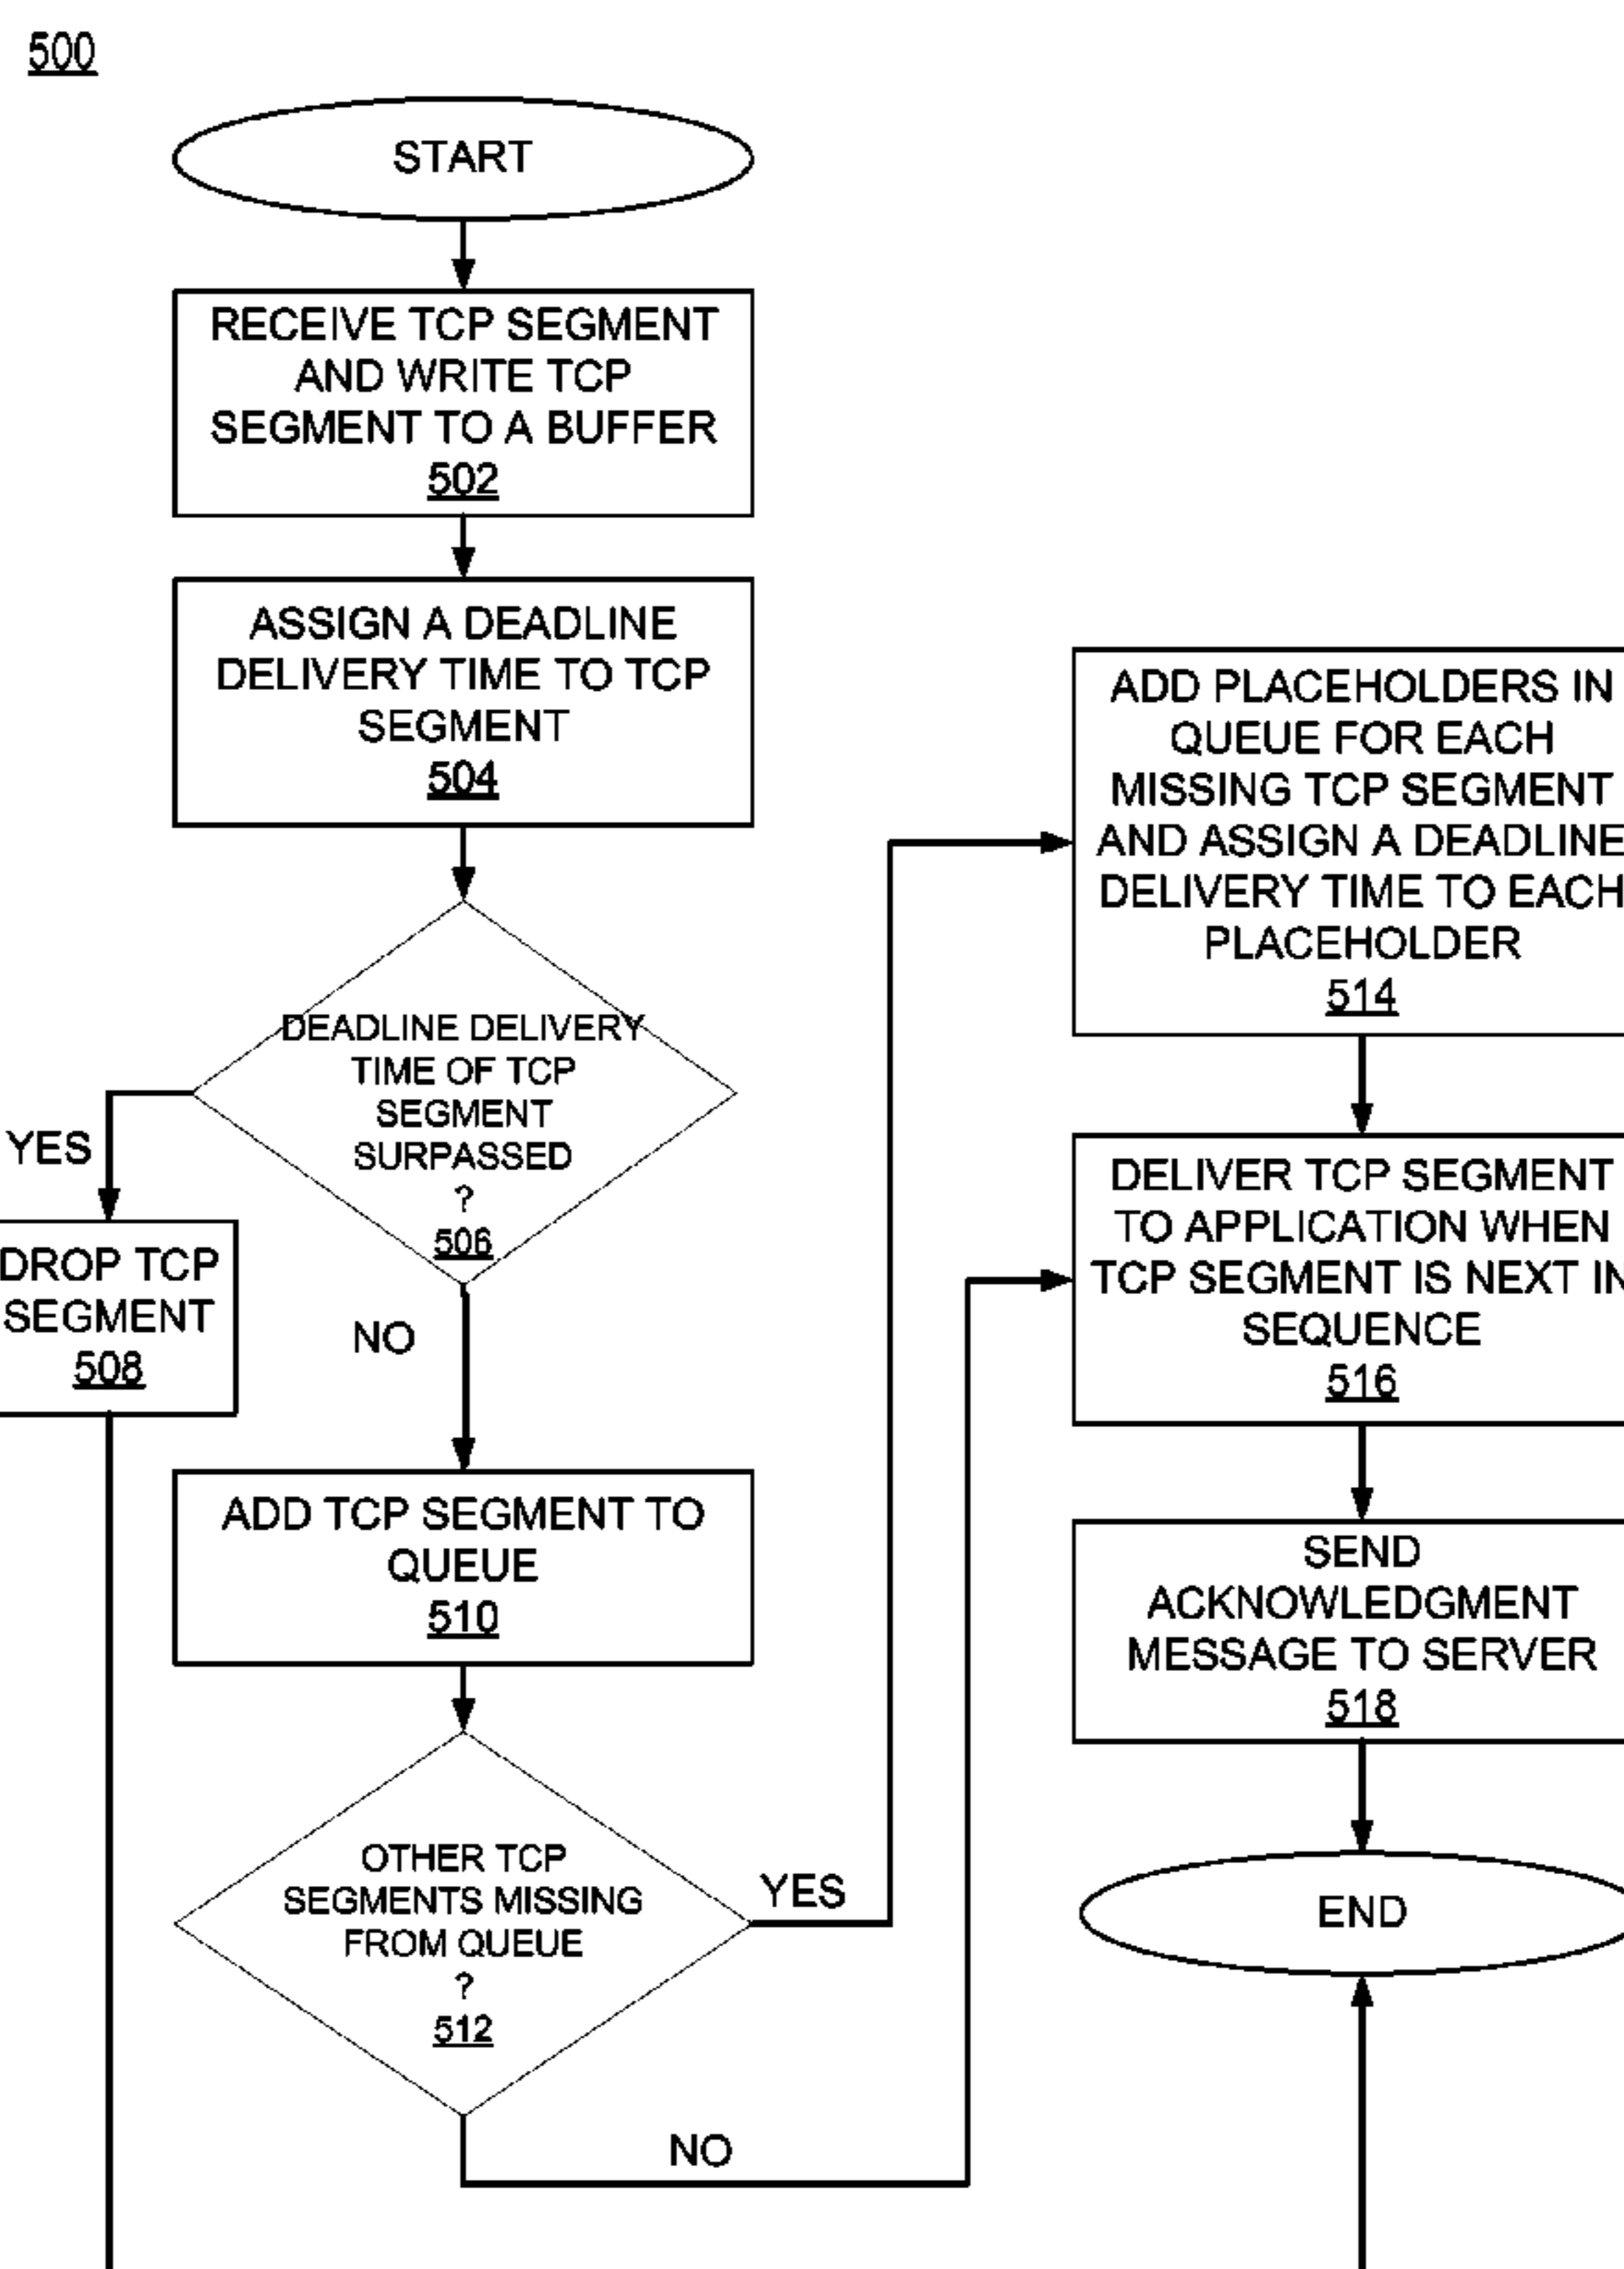 500
START
RECEIVE TCP SEGMENT
AND WRITE TCP
SEGMENT TO A BUFFER
502
ASSIGN A DEADLINE
DELIVERY TIME TO TCP
SEGMENT
504
DEADLINE DELIVERY
TIME OF TCP
SEGMENT
SURPASSED
?
506
YES
DROP TCP
SEGMENT
508
NO
ADD TCP SEGMENT TO
QUEUE
510
OTHER TCP
SEGMENTS MISSING
FROM QUEUE
?
512
YES
NO
ADD PLACEHOLDERS IN
QUEUE FOR EACH
MISSING TCP SEGMENT
AND ASSIGN A DEADLINE
DELIVERY TIME TO EACH
PLACEHOLDER
514
DELIVER TCP SEGMENT
TO APPLICATION WHEN
TCP SEGMENT IS NEXT IN
SEQUENCE
516
SEND
ACKNOWLEDGMENT
MESSAGE TO SERVER
518
END